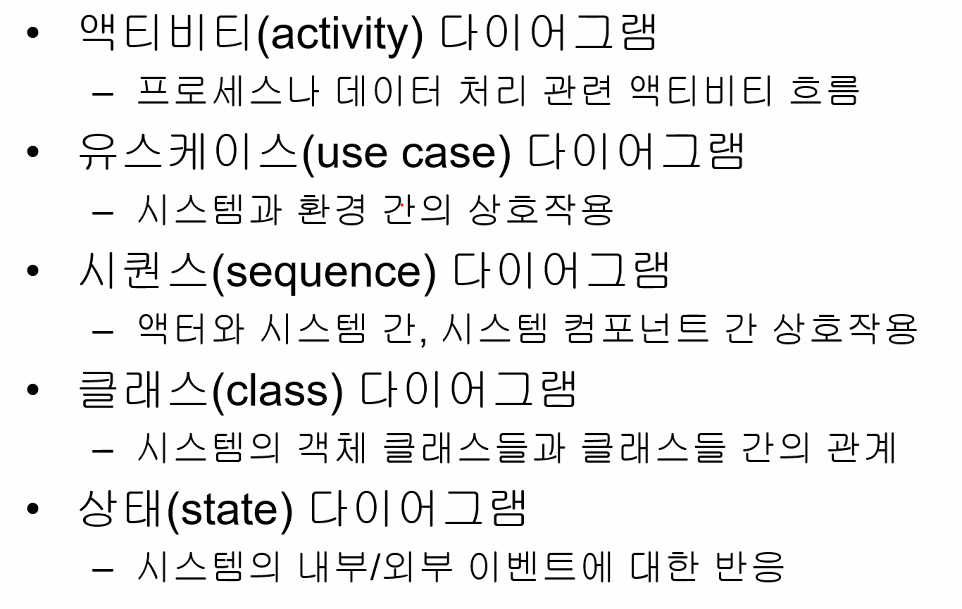 • 액티비티(activity) 다이어그램
– 프로세스나 데이터 처리 관련 액티비티 흐름
• 유스케이스(use case) 다이어그램
– 시스템과 환경 간의 상호작용
• 시퀀스(sequence) 다이어그램
– 액터와 시스템 간, 시스템 컴포넌트 간 상호작용
• 클래스(class) 다이어그램
– 시스템의 객체 클래스들과 클래스들 간의 관계
• 상태(state) 다이어그램
– 시스템의 내부/외부 이벤트에 대한 반응